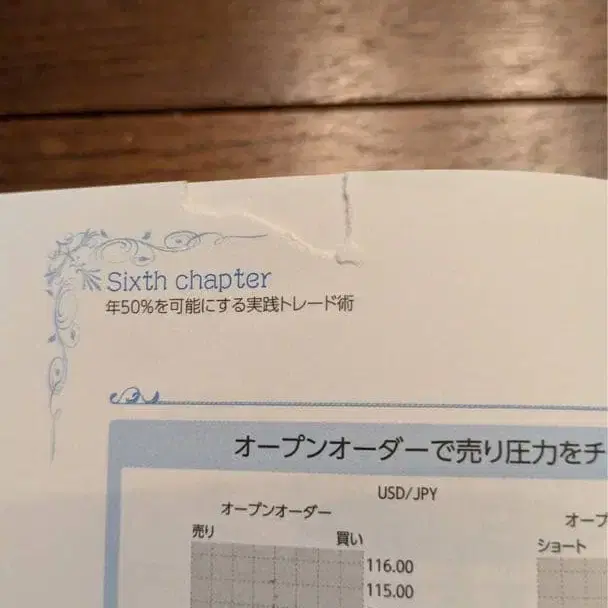 Sixth chapter
年50%を可能にする実践トレード術
オープンオーダーで売り圧力をチ
USD/JPY
オープンオーダー
オープ
売り
買い
ショート
116.00
115.00